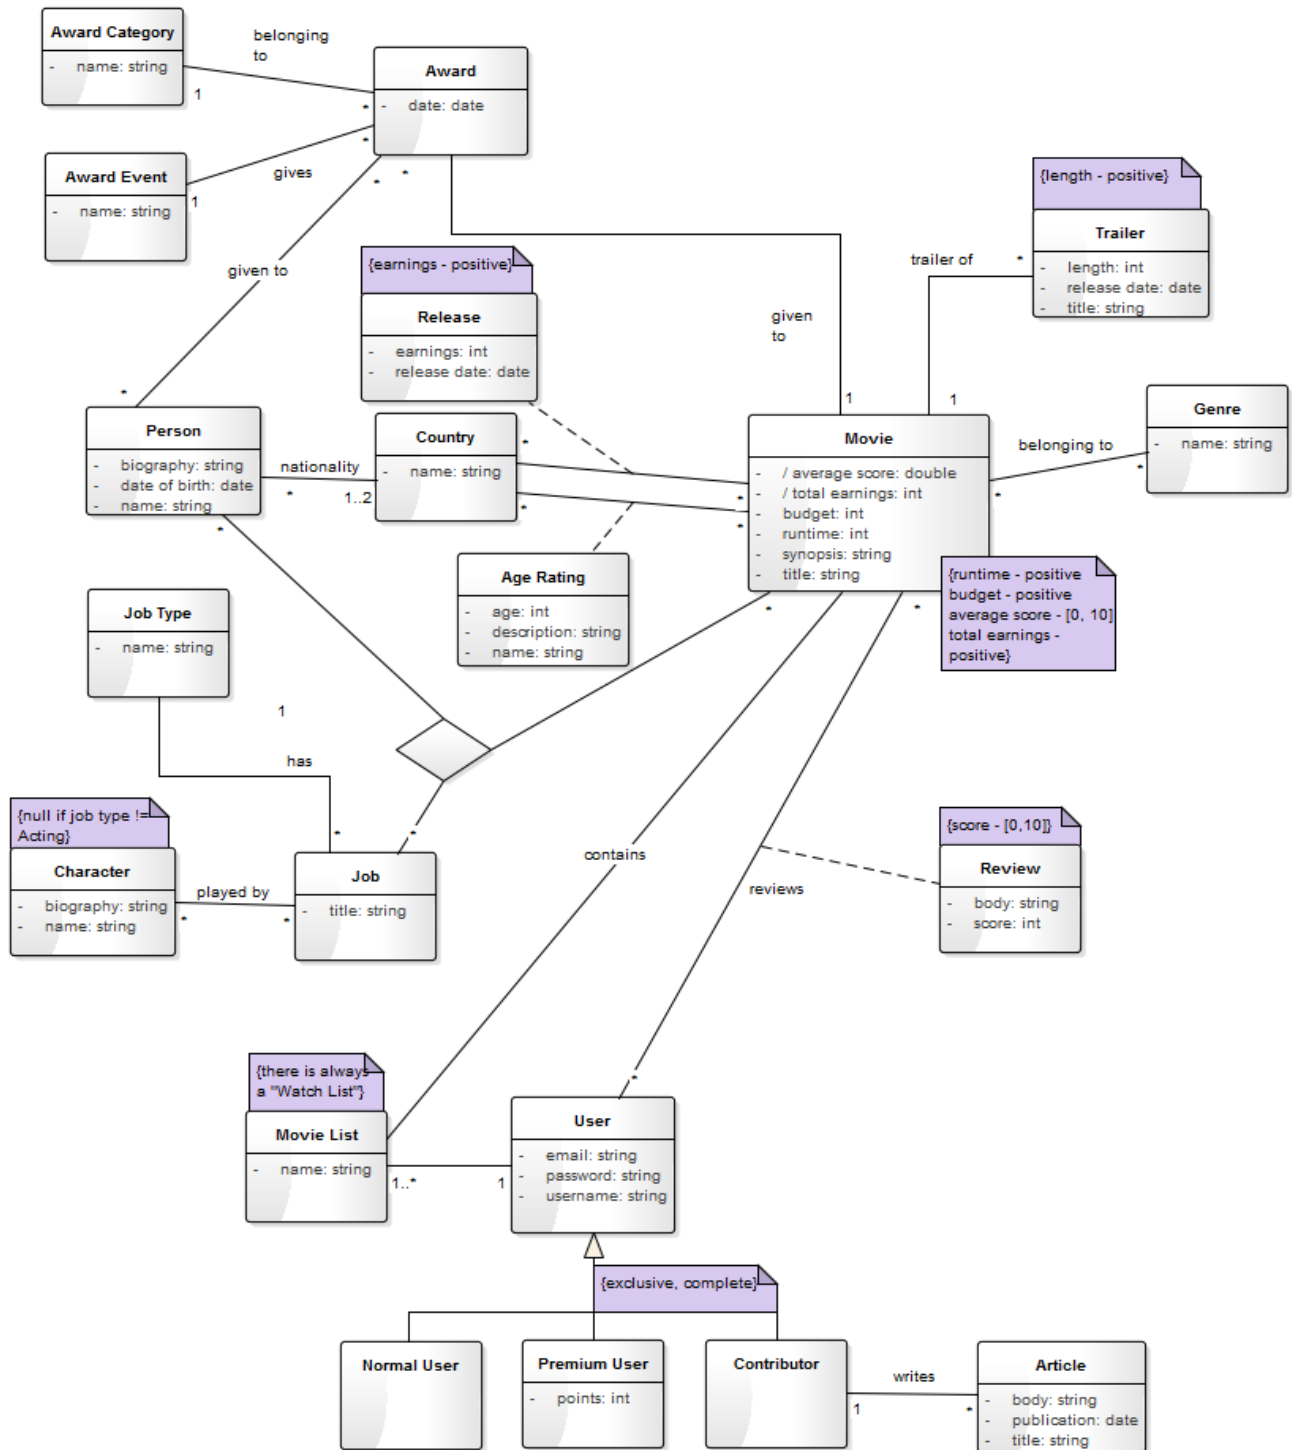 Award Category
- name: string
belonging
to
1
*
Award
- date: date
Award Event
- name: string
gives
1
*
*
*
given to
*
{length - positive}
Trailer
- length: int
- release date: date
- title: string
trailer of
*
1
{earnings - positive}
Release
- earnings: int
- release date: date
given
to
1
Person
- biography: string
- date of birth: date
- name: string
nationality
*
1..2
Country
- name: string
*
*
*
*
Movie
- / average score: double
- / total earnings: int
- budget: int
- runtime: int
- synopsis: string
- title: string
belonging to
*
*
Genre
- name: string
{runtime - positive
budget - positive
average score - [0, 10]
total earnings -
positive}
Age Rating
- age: int
- description: string
- name: string
*
*
*
Job Type
- name: string
1
has
*
*
{null if job type !=
Acting}
Character
- biography: string
- name: string
played by
*
*
Job
- title: string
contains
reviews
{score - [0,10]}
Review
- body: string
- score: int
{there is always
a "Watch List"}
Movie List
- name: string
1..*
1
*
User
- email: string
- password: string
- username: string
{exclusive, complete}
Normal User
Premium User
- points: int
Contributor
writes
1
*
Article
- body: string
- publication: date
- title: string